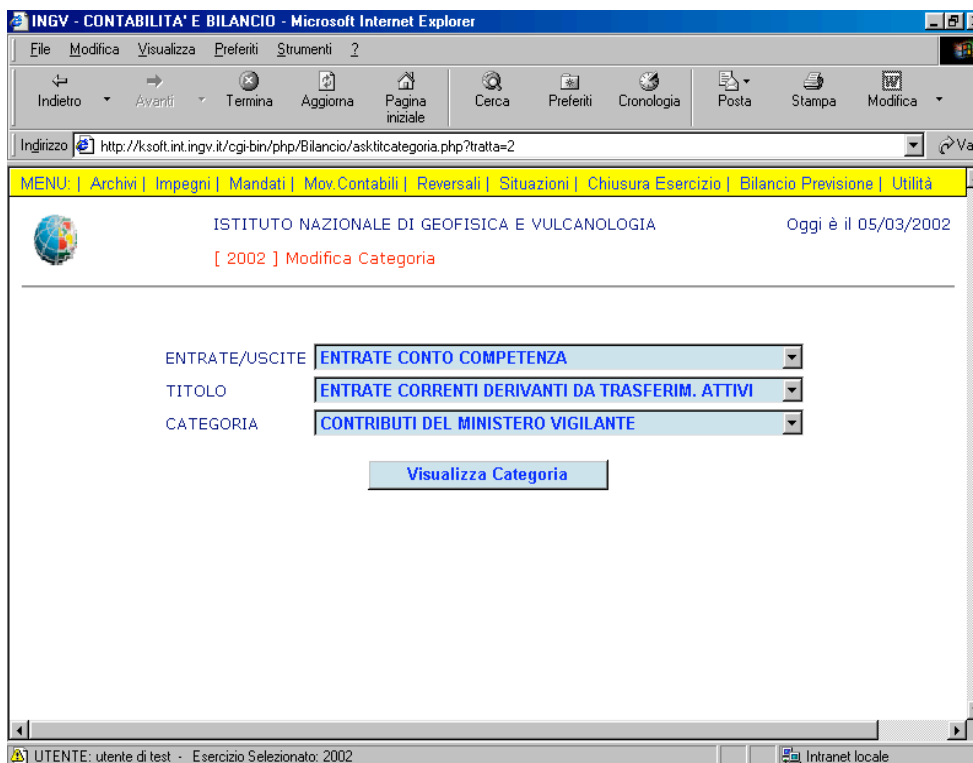 INGV - CONTABILITA' E BILANCIO - Microsoft Internet Explorer
File Modifica Visualizza Preferiti Strumenti ?
Indietro Avanti Termina Aggiorna Pagina iniziale Cerca Preferiti Cronologia Posta Stampa Modifica
Indirizzo http://ksoft.int.ingv.it/cgi-bin/php/Bilancio/asktitcategoria.php?tratta=2 Va
MENU: | Archivi | Impegni | Mandati | Mov.Contabili | Reversali | Situazioni | Chiusura Esercizio | Bilancio Previsione | Utilità
ISTITUTO NAZIONALE DI GEOFISICA E VULCANOLOGIA Oggi è il 05/03/2002
[ 2002 ] Modifica Categoria
ENTRATE/USCITE ENTRATE CONTO COMPETENZA
TITOLO ENTRATE CORRENTI DERIVANTI DA TRASFERIM. ATTIVI
CATEGORIA CONTRIBUTI DEL MINISTERO VIGILANTE
Visualizza Categoria
UTENTE: utente di test - Esercizio Selezionato: 2002 Intranet locale